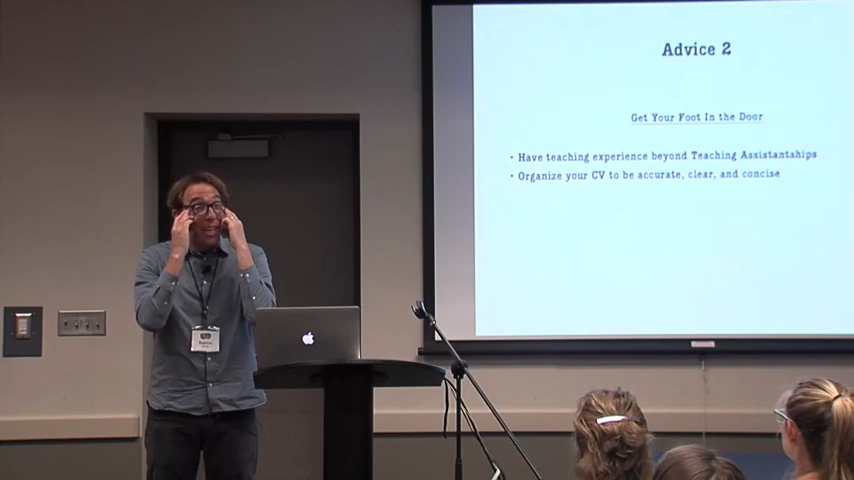 Advice 2
Get Your Foot In the Door
• Have teaching experience beyond Teaching Assistantships
• Organize your CV to be accurate, clear, and concise